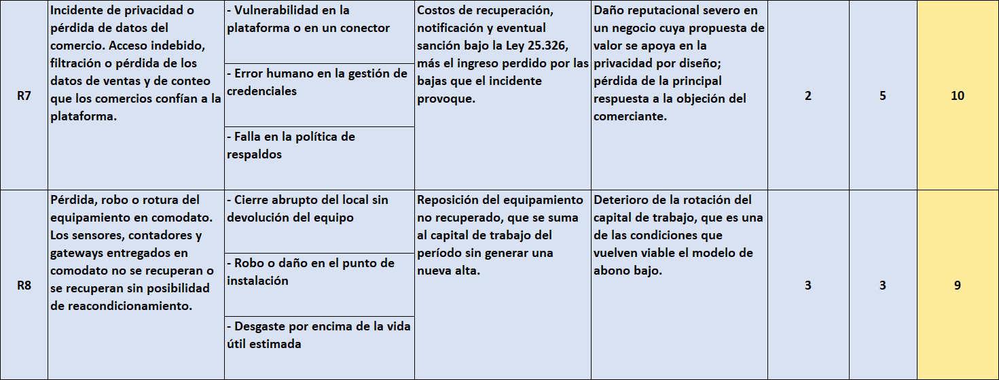 R7
Incidente de privacidad o
pérdida de datos del
comercio. Acceso indebido,
filtración o pérdida de los
datos de ventas y de conteo
que los comercios confían a la
plataforma.
- Vulnerabilidad en la
plataforma o en un conector
- Error humano en la gestión de
credenciales
- Falla en la política de
respaldos
Costos de recuperación,
notificación y eventual
sanción bajo la Ley 25.326,
más el ingreso perdido por las
bajas que el incidente
provoque.
Daño reputacional severo en
un negocio cuya propuesta de
valor se apoya en la
privacidad por diseño;
pérdida de la principal
respuesta a la objeción del
comerciante.
2
5
10
R8
Pérdida, robo o rotura del
equipamiento en comodato.
Los sensores, contadores y
gateways entregados en
comodato no se recuperan o
se recuperan sin posibilidad
de reacondicionamiento.
- Cierre abrupto del local sin
devolución del equipo
- Robo o daño en el punto de
instalación
- Desgaste por encima de la vida
útil estimada
Reposición del equipamiento
no recuperado, que se suma
al capital de trabajo del
período sin generar una
nueva alta.
Deterioro de la rotación del
capital de trabajo, que es una
de las condiciones que
vuelven viable el modelo de
abono bajo.
3
3
9